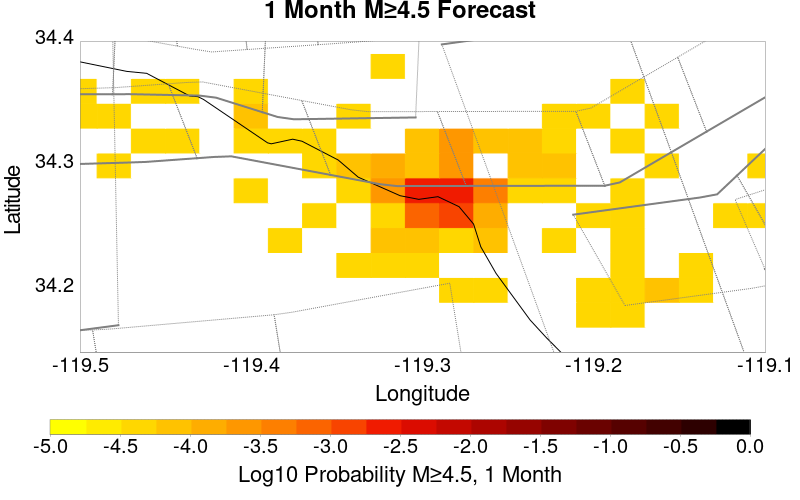 1 Month M≥4.5 Forecast
34.4
34.3
34.2
Latitude
-119.5 -119.4 -119.3 -119.2 -119.1
Longitude
-5.0 -4.5 -4.0 -3.5 -3.0 -2.5 -2.0 -1.5 -1.0 -0.5 0.0
Log10 Probability M≥4.5, 1 Month